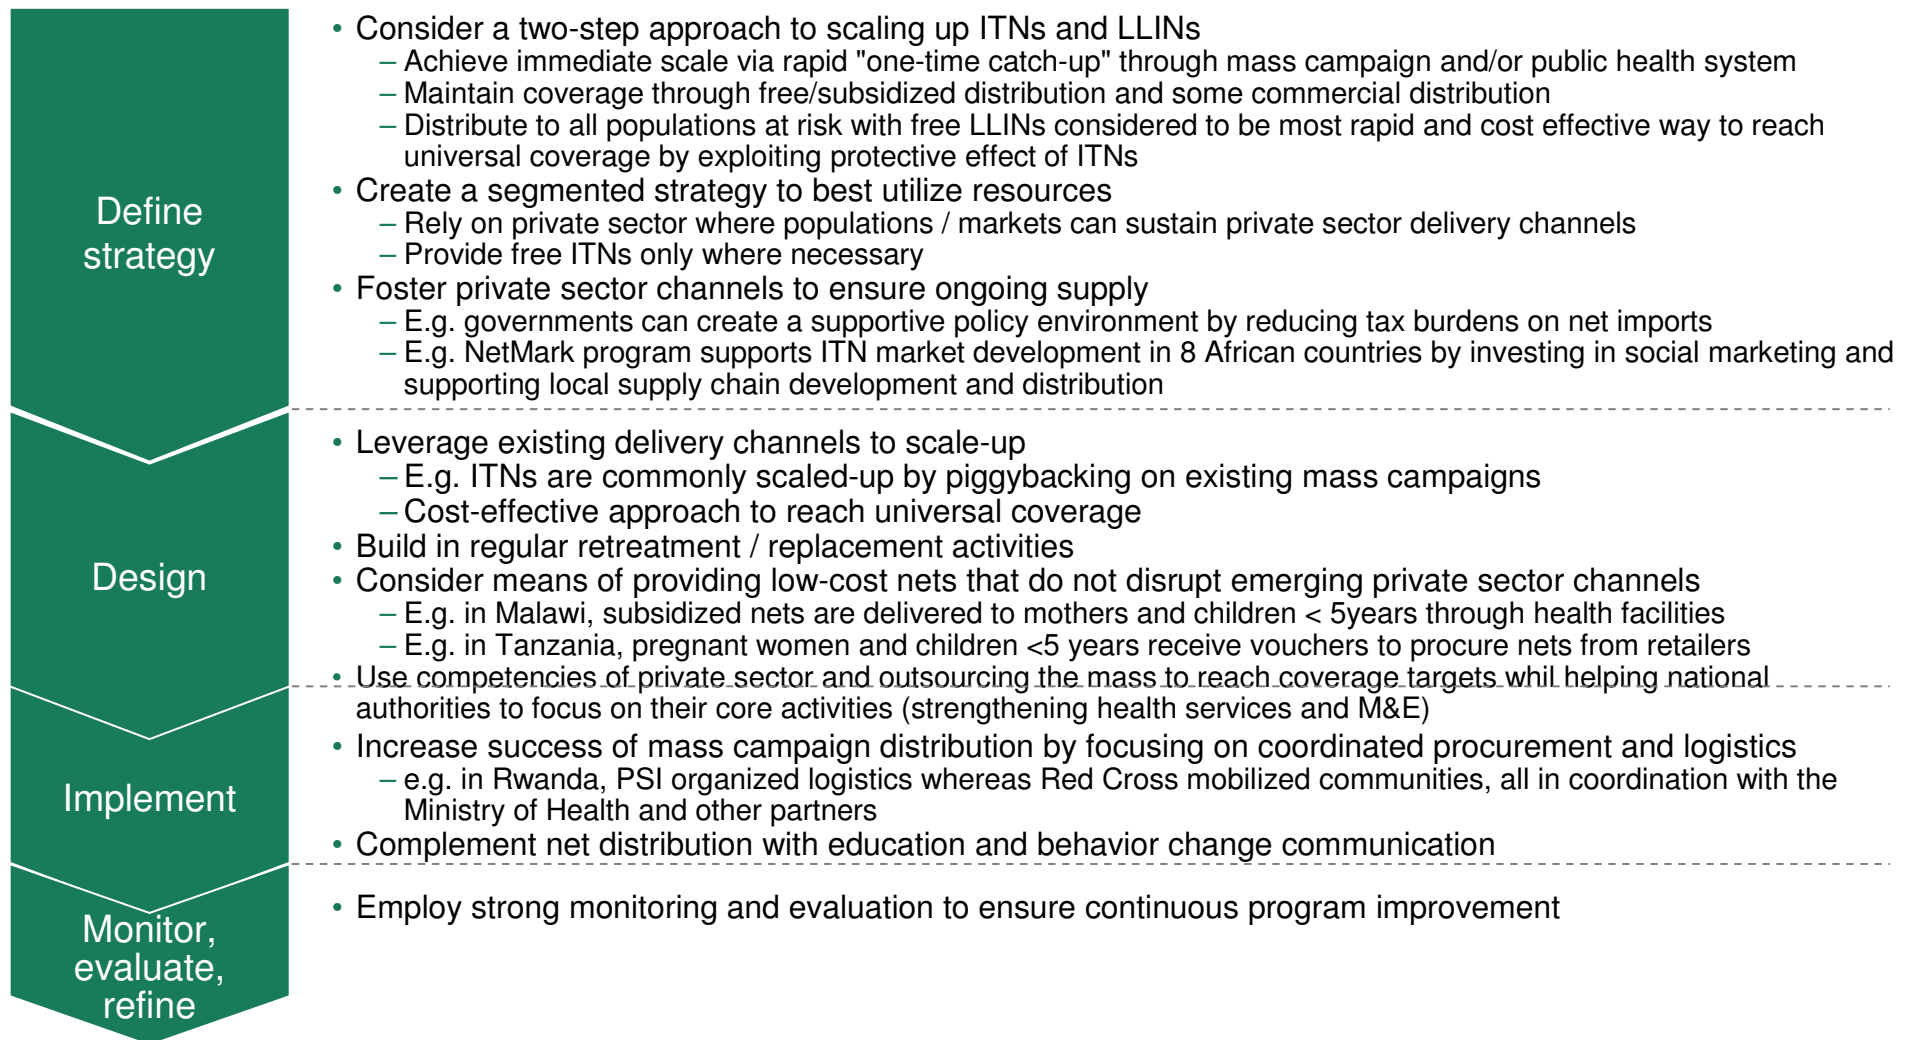 Define
strategy
• Consider a two-step approach to scaling up ITNs and LLINs
– Achieve immediate scale via rapid "one-time catch-up" through mass campaign and/or public health system
– Maintain coverage through free/subsidized distribution and some commercial distribution
– Distribute to all populations at risk with free LLINs considered to be most rapid and cost effective way to reach
universal coverage by exploiting protective effect of ITNs
• Create a segmented strategy to best utilize resources
– Rely on private sector where populations / markets can sustain private sector delivery channels
– Provide free ITNs only where necessary
• Foster private sector channels to ensure ongoing supply
– E.g. governments can create a supportive policy environment by reducing tax burdens on net imports
– E.g. NetMark program supports ITN market development in 8 African countries by investing in social marketing and
supporting local supply chain development and distribution
Design
• Leverage existing delivery channels to scale-up
– E.g. ITNs are commonly scaled-up by piggybacking on existing mass campaigns
– Cost-effective approach to reach universal coverage
• Build in regular retreatment / replacement activities
• Consider means of providing low-cost nets that do not disrupt emerging private sector channels
– E.g. in Malawi, subsidized nets are delivered to mothers and children < 5years through health facilities
– E.g. in Tanzania, pregnant women and children <5 years receive vouchers to procure nets from retailers
• Use competencies of private sector and outsourcing the mass to reach coverage targets whil helping national
authorities to focus on their core activities (strengthening health services and M&E)
Implement
• Increase success of mass campaign distribution by focusing on coordinated procurement and logistics
– e.g. in Rwanda, PSI organized logistics whereas Red Cross mobilized communities, all in coordination with the
Ministry of Health and other partners
• Complement net distribution with education and behavior change communication
Monitor,
evaluate,
refine
• Employ strong monitoring and evaluation to ensure continuous program improvement